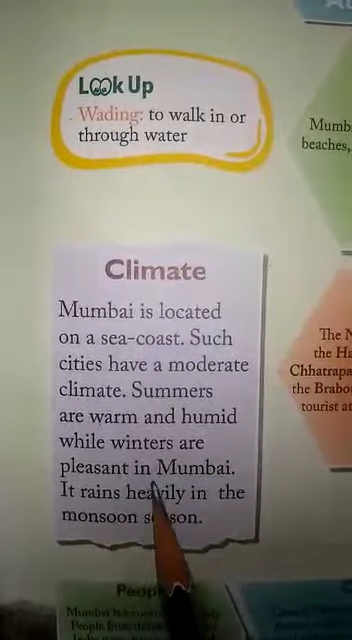 Look Up
Wading: to walk in or
through water
Mumb
beaches,
Climate
Mumbai is located
on a sea-coast. Such
cities have a moderate
climate. Summers
are warm and humid
while winters are
pleasant in Mumbai.
It rains heavily in the
monsoon season.
The N
the Ha
Chhatrapa
the Brabo
tourist at
Peop